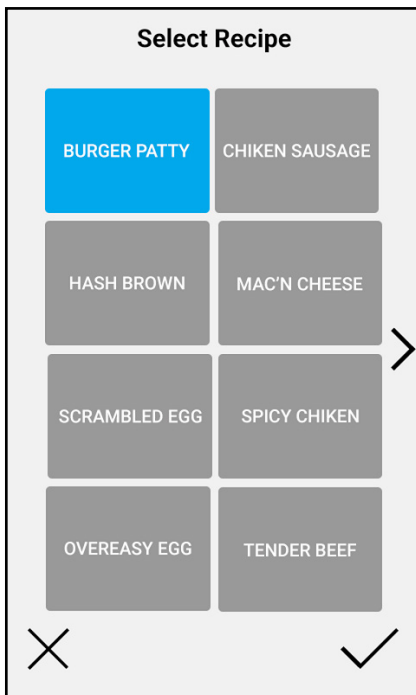 Select Recipe
BURGER PATTY
CHIKEN SAUSAGE
HASH BROWN
MAC'N CHEESE
SCRAMBLED EGG
SPICY CHIKEN
OVEREASY EGG
TENDER BEEF